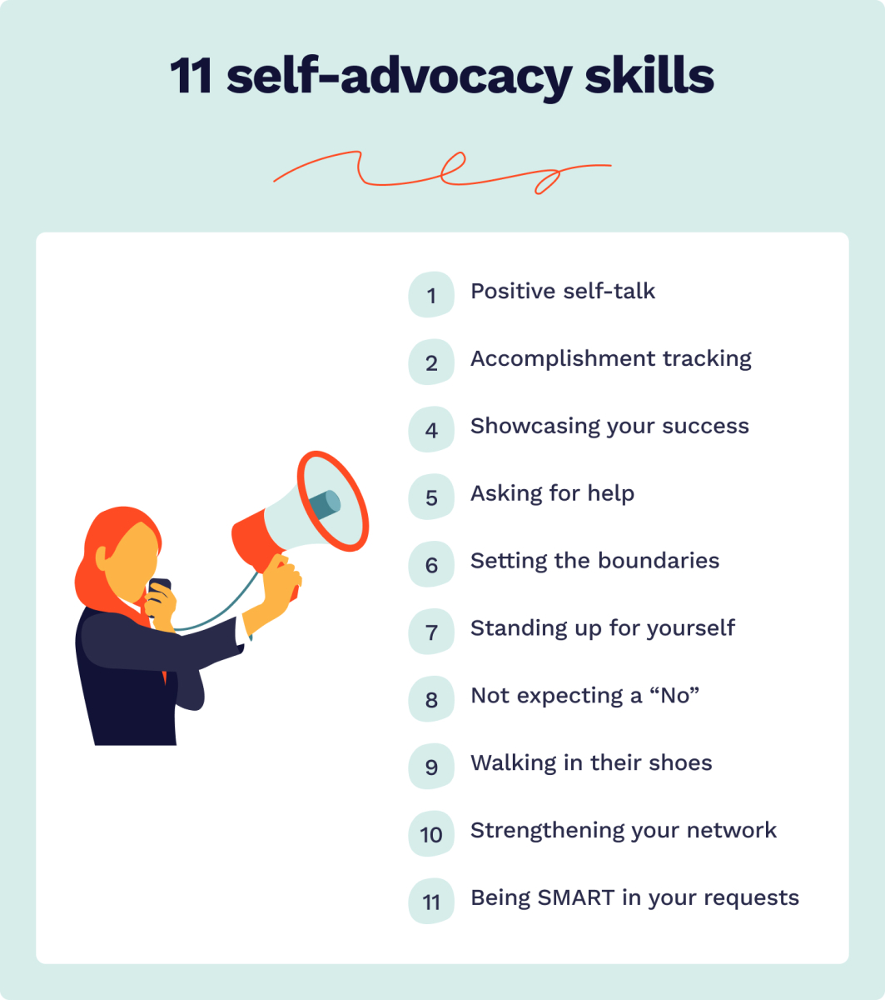 11 self-advocacy skills
1 Positive self-talk
2 Accomplishment tracking
4 Showcasing your success
5 Asking for help
6 Setting the boundaries
7 Standing up for yourself
8 Not expecting a “No”
9 Walking in their shoes
10 Strengthening your network
11 Being SMART in your requests